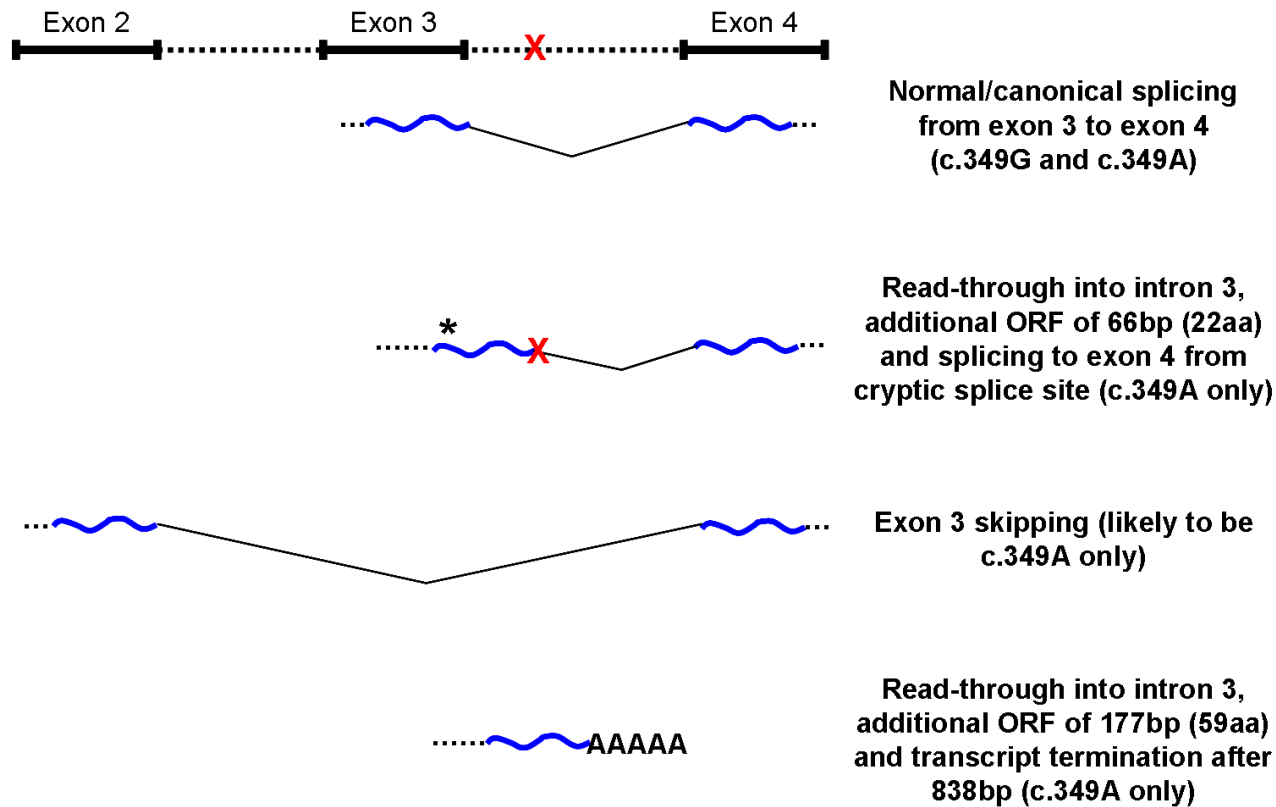 Exon 2 Exon 3 Exon 4
X
Normal/canonical splicing
from exon 3 to exon 4
(c.349G and c.349A)
Read-through into intron 3,
additional ORF of 66bp (22aa)
and splicing to exon 4 from
cryptic splice site (c.349A only)
*
X
Exon 3 skipping (likely to be
c.349A only)
Read-through into intron 3,
additional ORF of 177bp (59aa)
and transcript termination after
838bp (c.349A only)
AAAAA